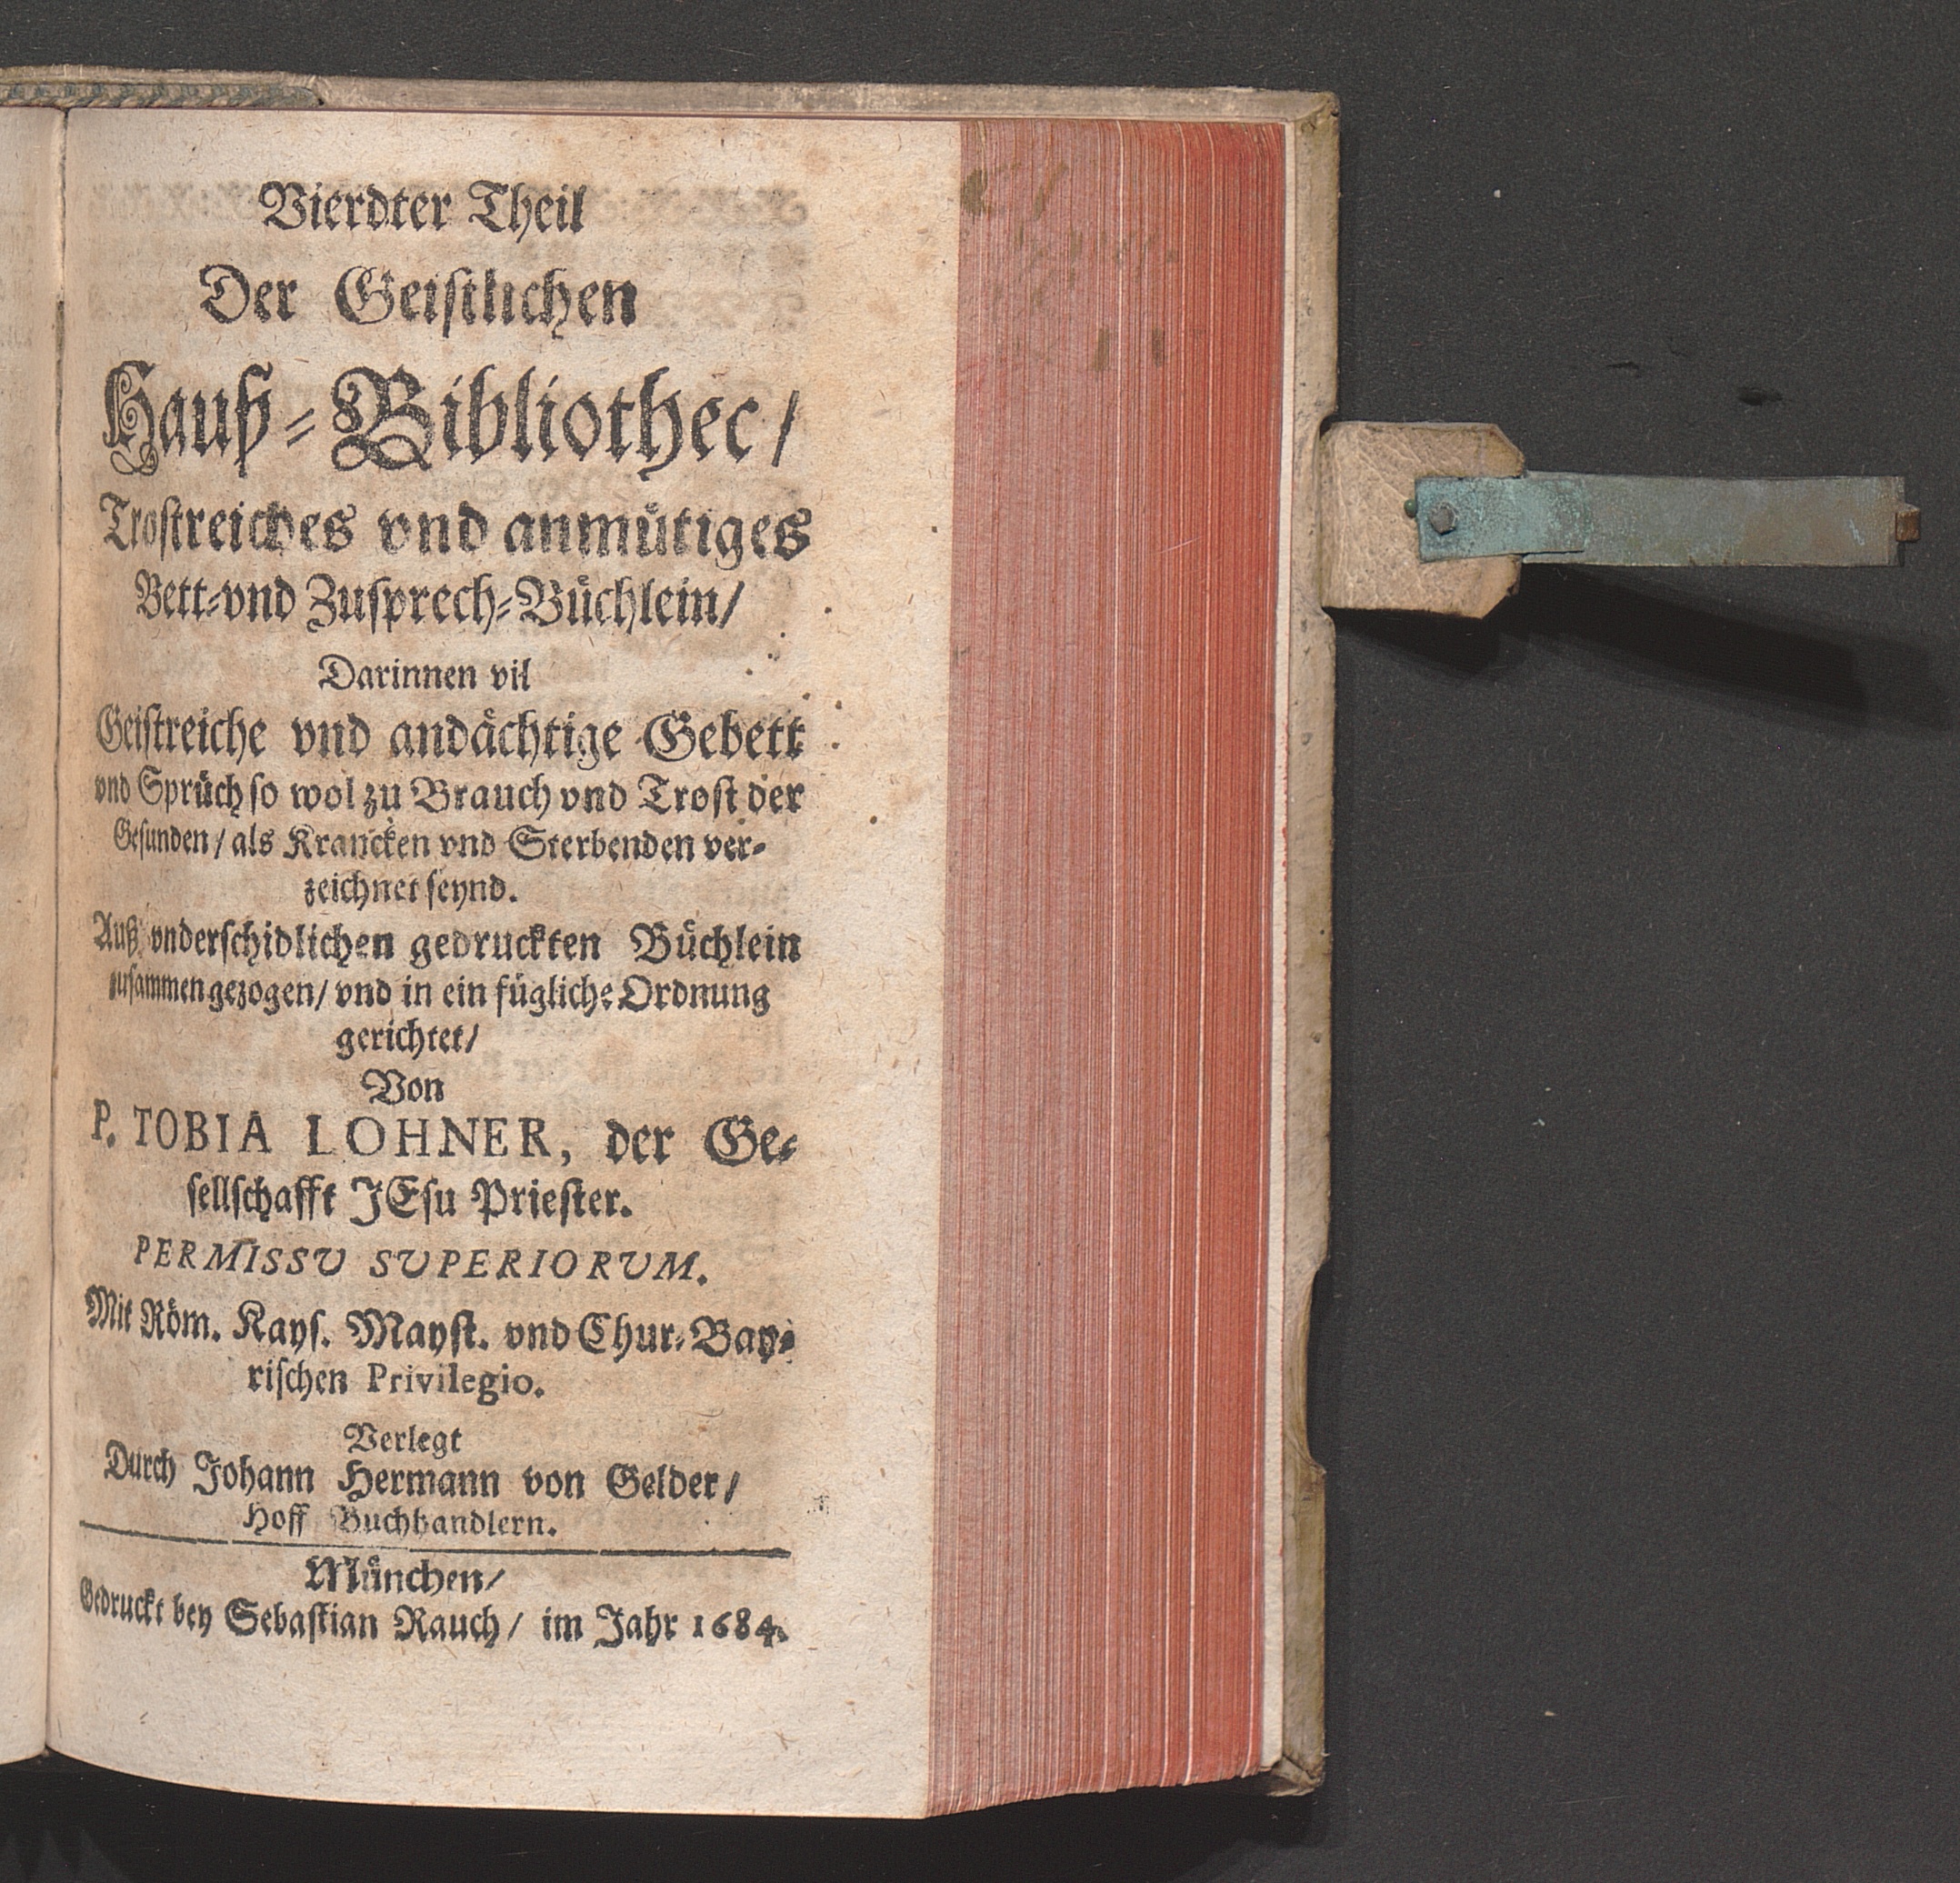 Vierdter Theil
Der Geistlichen
Hauß-Bibliothec/
Trostreiches vnd anmütiges
Bett-vnd Zusprech-Büchlein/
Darinnen vil
Geistreiche vnd andächtige Gebett
vnd Sprüch so wol zu Brauch vnd Trost der
Gesunden/ als Krancken vnd Sterbenden ver-
zeichnet seynd.
Auß vnderschidlichen gedruckten Büchlein
zusammen gezogen/ vnd in ein fügliche Ordnung
gerichtet/
Von
P. TOBIA LOHNER, der Ge-
sellschafft JEsu Priester.
PERMISSU SUPERIORUM.
Mit Röm. Kays. Mayst. vnd Chur-Bay-
rischen Privilegio.
Verlegt
Durch Johann Hermann von Gelder/
Hoff Buchhandlern.
München/
Gedruckt bey Sebastian Rauch/ im Jahr 1684.